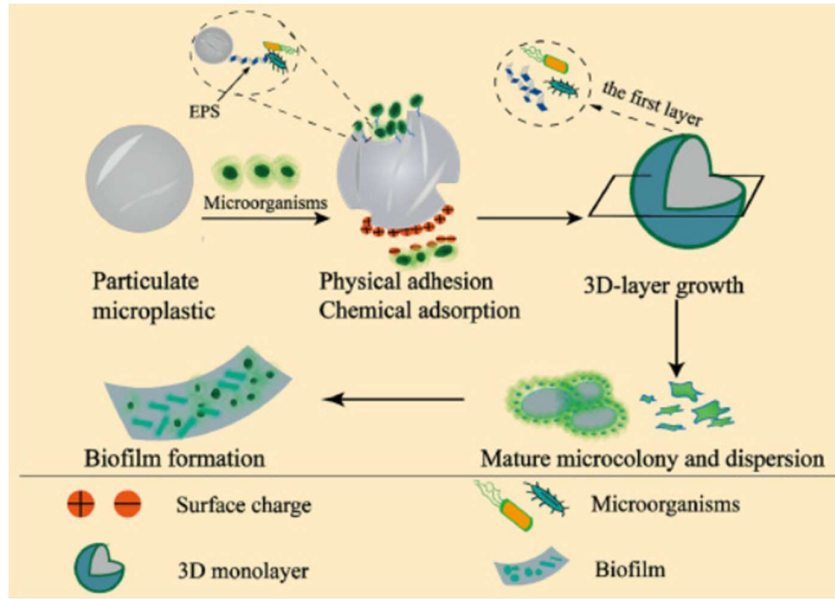 EPS
the first layer
Microorganisms
Particulate
microplastic
Physical adhesion
Chemical adsorption
3D-layer growth
Biofilm formation
Mature microcolony and dispersion
Surface charge
Microorganisms
3D monolayer
Biofilm